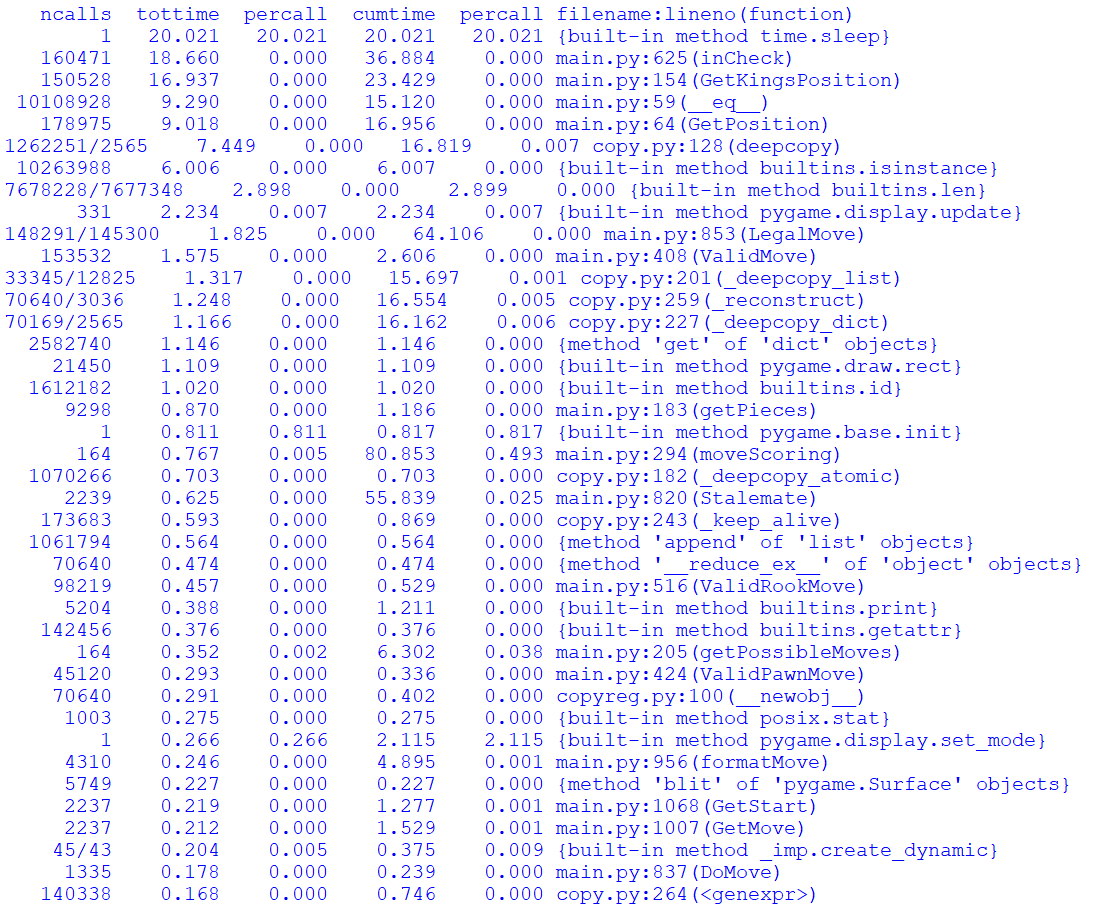 ncalls tottime percall cumtime percall filename:lineno(function)
1 20.021 20.021 20.021 20.021 {built-in method time.sleep}
160471 18.660 0.000 36.884 0.000 main.py:625(inCheck)
150528 16.937 0.000 23.429 0.000 main.py:154(GetKingsPosition)
10108928 9.290 0.000 15.120 0.000 main.py:59(__eq__)
178975 9.018 0.000 16.956 0.000 main.py:64(GetPosition)
1262251/2565 7.449 0.000 16.819 0.007 copy.py:128(deepcopy)
10263988 6.006 0.000 6.007 0.000 {built-in method builtins.isinstance}
7678228/7677348 2.898 0.000 2.899 0.000 {built-in method builtins.len}
331 2.234 0.007 2.234 0.007 {built-in method pygame.display.update}
148291/145300 1.825 0.000 64.106 0.000 main.py:853(LegalMove)
153532 1.575 0.000 2.606 0.000 main.py:408(ValidMove)
33345/12825 1.317 0.000 15.697 0.001 copy.py:201(_deepcopy_list)
70640/3036 1.248 0.000 16.554 0.005 copy.py:259(_reconstruct)
70169/2565 1.166 0.000 16.162 0.006 copy.py:227(_deepcopy_dict)
2582740 1.146 0.000 1.146 0.000 {method 'get' of 'dict' objects}
21450 1.109 0.000 1.109 0.000 {built-in method pygame.draw.rect}
1612182 1.020 0.000 1.020 0.000 {built-in method builtins.id}
9298 0.870 0.000 1.186 0.000 main.py:183(getPieces)
1 0.811 0.811 0.817 0.817 {built-in method pygame.base.init}
164 0.767 0.005 80.853 0.493 main.py:294(moveScoring)
1070266 0.703 0.000 0.703 0.000 copy.py:182(_deepcopy_atomic)
2239 0.625 0.000 55.839 0.025 main.py:820(Stalemate)
173683 0.593 0.000 0.869 0.000 copy.py:243(_keep_alive)
1061794 0.564 0.000 0.564 0.000 {method 'append' of 'list' objects}
70640 0.474 0.000 0.474 0.000 {method '__reduce_ex__' of 'object' objects}
98219 0.457 0.000 0.529 0.000 main.py:516(ValidRookMove)
5204 0.388 0.000 1.211 0.000 {built-in method builtins.print}
142456 0.376 0.000 0.376 0.000 {built-in method builtins.getattr}
164 0.352 0.002 6.302 0.038 main.py:205(getPossibleMoves)
45120 0.293 0.000 0.336 0.000 main.py:424(ValidPawnMove)
70640 0.291 0.000 0.402 0.000 copyreg.py:100(__newobj__)
1003 0.275 0.000 0.275 0.000 {built-in method posix.stat}
1 0.266 0.266 2.115 2.115 {built-in method pygame.display.set_mode}
4310 0.246 0.000 4.895 0.001 main.py:956(formatMove)
5749 0.227 0.000 0.227 0.000 {method 'blit' of 'pygame.Surface' objects}
2237 0.219 0.000 1.277 0.001 main.py:1068(GetStart)
2237 0.212 0.000 1.529 0.001 main.py:1007(GetMove)
45/43 0.204 0.005 0.375 0.009 {built-in method _imp.create_dynamic}
1335 0.178 0.000 0.239 0.000 main.py:837(DoMove)
140338 0.168 0.000 0.746 0.000 copy.py:264(<genexpr>)